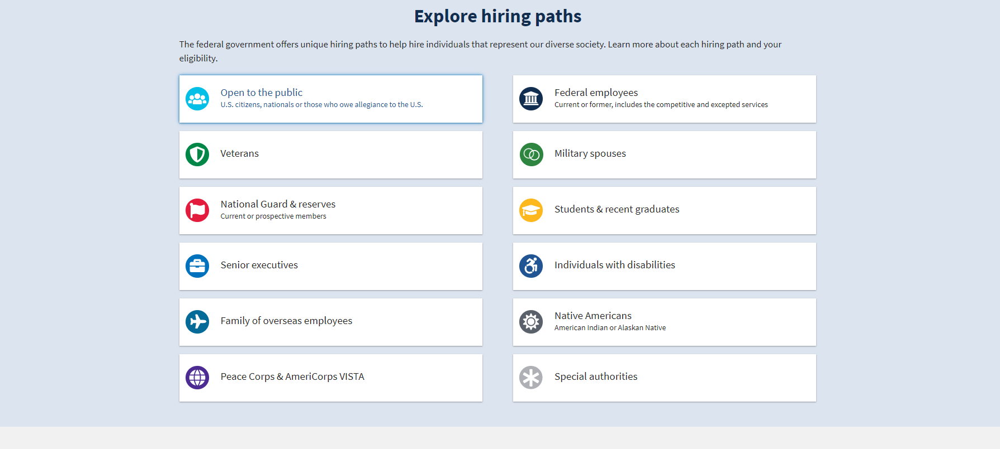 Explore hiring paths
The federal government offers unique hiring paths to help hire individuals that represent our diverse society. Learn more about each hiring path and your
eligibility.
Open to the public
U.S. citizens, nationals or those who owe allegiance to the U.S.
Federal employees
Current or former, includes the competitive and excepted services
Veterans
Military spouses
National Guard & reserves
Current or prospective members
Students & recent graduates
Senior executives
Individuals with disabilities
Family of overseas employees
Native Americans
American Indian or Alaskan Native
Peace Corps & AmeriCorps VISTA
Special authorities